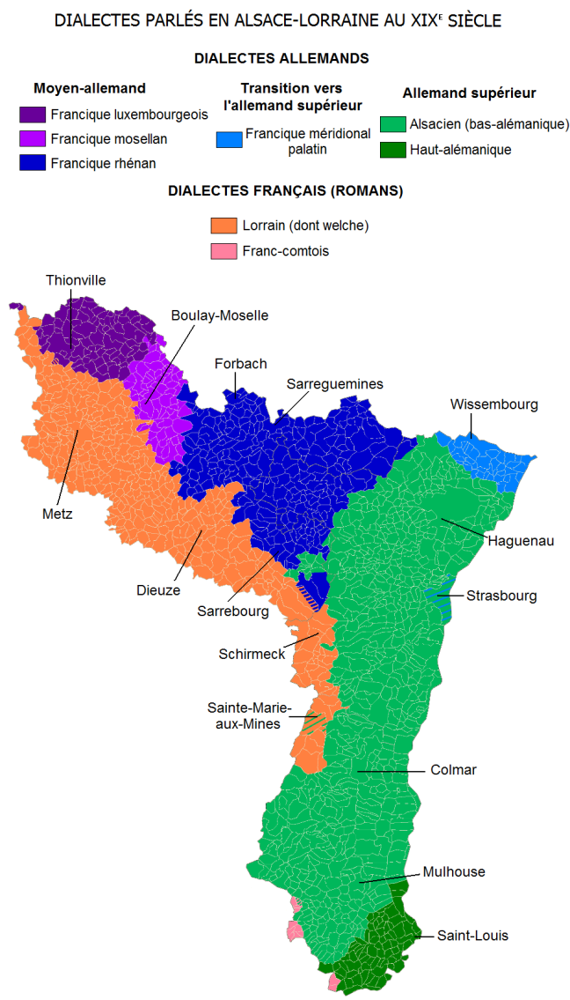 DIALECTES PARLÉS EN ALSACE-LORRAINE AU XIXE SIÈCLE
DIALECTES ALLEMANDS
Moyen-allemand
Francique luxembourgeois
Francique mosellan
Francique rhénan
Transition vers
l'allemand supérieur
Francique méridional
palatin
Allemand supérieur
Alsacien (bas-alémanique)
Haut-alémanique
DIALECTES FRANÇAIS (ROMANS)
Lorrain (dont welche)
Franc-comtois
Thionville
Boulay-Moselle
Forbach
Sarreguemines
Wissembourg
Metz
Haguenau
Dieuze
Strasbourg
Sarrebourg
Schirmeck
Sainte-Marie-
aux-Mines
Colmar
Mulhouse
Saint-Louis